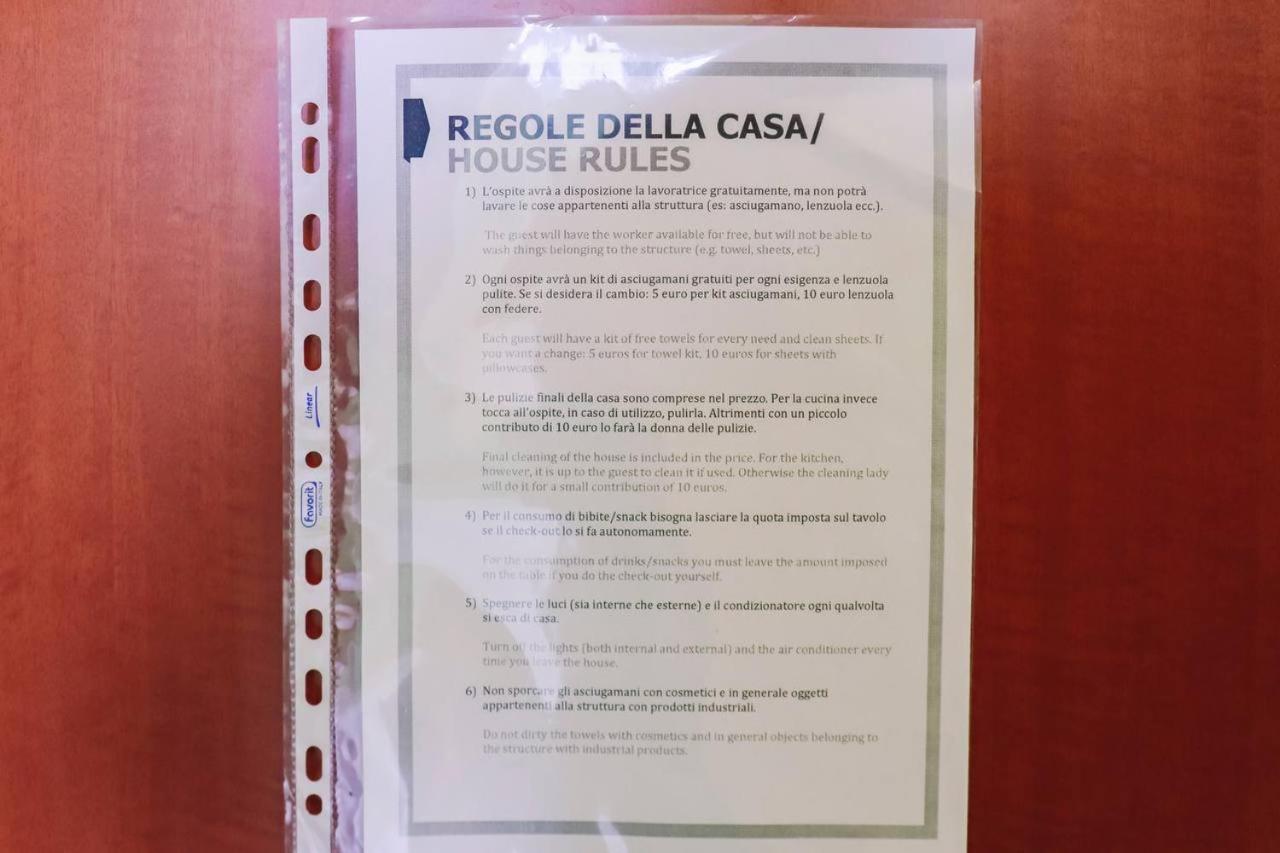 REGOLE DELLA CASA/
HOUSE RULES
1) L'ospite avrà a disposizione la lavoratrice gratuitamente, ma non potrà
lavare le cose appartenenti alla struttura (es: asciugamano, lenzuola ecc.).
The guest will have the worker available for free, but will not be able to
wash things belonging to the structure (e.g. towel, sheets, etc.)
2) Ogni ospite avrà un kit di asciugamani gratuiti per ogni esigenza e lenzuola
pulite. Se si desidera il cambio: 5 euro per kit asciugamani, 10 euro lenzuola
con federe.
Each guest will have a kit of free towels for every need and clean sheets. If
you want a change: 5 euros for towel kit, 10 euros for sheets with
pillowcases.
3) Le pulizie finali della casa sono comprese nel prezzo. Per la cucina invece
tocca all'ospite, in caso di utilizzo, pulirla. Altrimenti con un piccolo
contributo di 10 euro lo farà la donna delle pulizie.
Final cleaning of the house is included in the price. For the kitchen,
however, it is up to the guest to clean it if used. Otherwise the cleaning lady
will do it for a small contribution of 10 euros.
4) Per il consumo di bibite/snack bisogna lasciare la quota imposta sul tavolo
se il check-out lo si fa autonomamente.
For the consumption of drinks/snacks you must leave the amount imposed
on the table if you do the check-out yourself.
5) Spegnere le luci (sia interne che esterne) e il condizionatore ogni qualvolta
si esca di casa.
Turn off the lights (both internal and external) and the air conditioner every
time you leave the house.
6) Non sporcare gli asciugamani con cosmetici e in generale oggetti
appartenenti alla struttura con prodotti industriali.
Do not dirty the towels with cosmetics and in general objects belonging to
the structure with industrial products.
Linear
Favorit
MADE IN ITALY